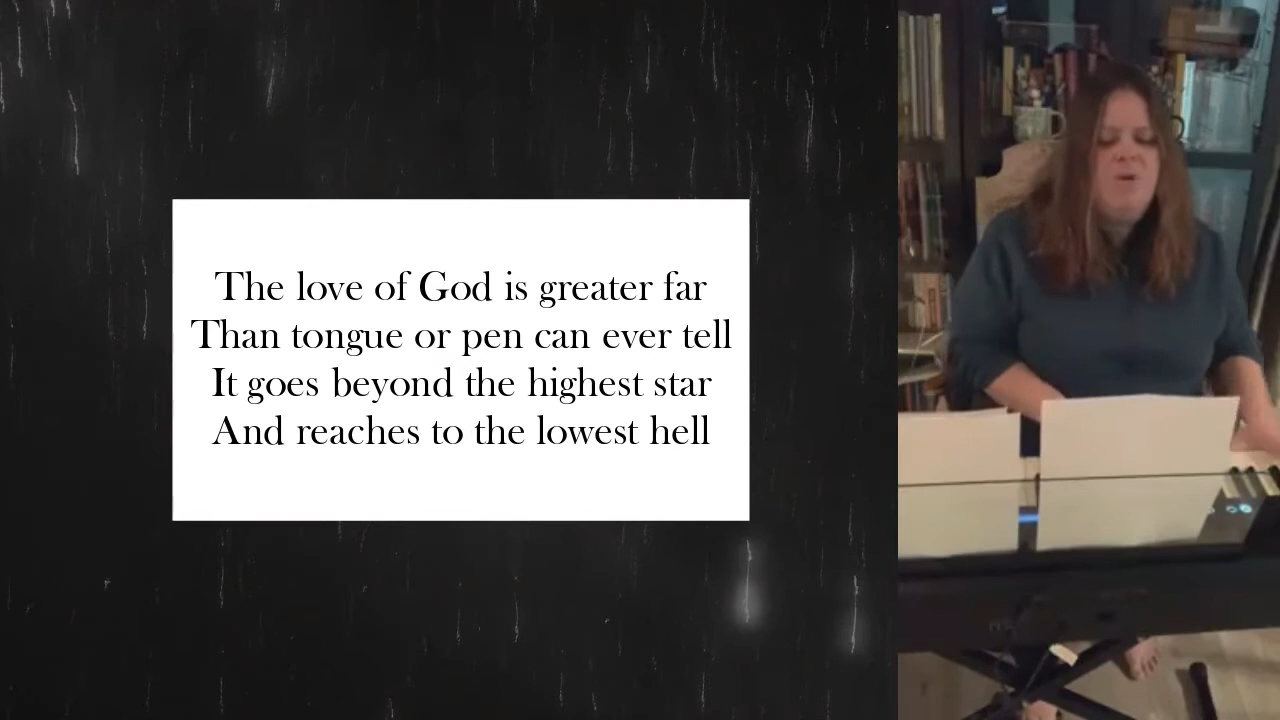 The love of God is greater far
Than tongue or pen can ever tell
It goes beyond the highest star
And reaches to the lowest hell